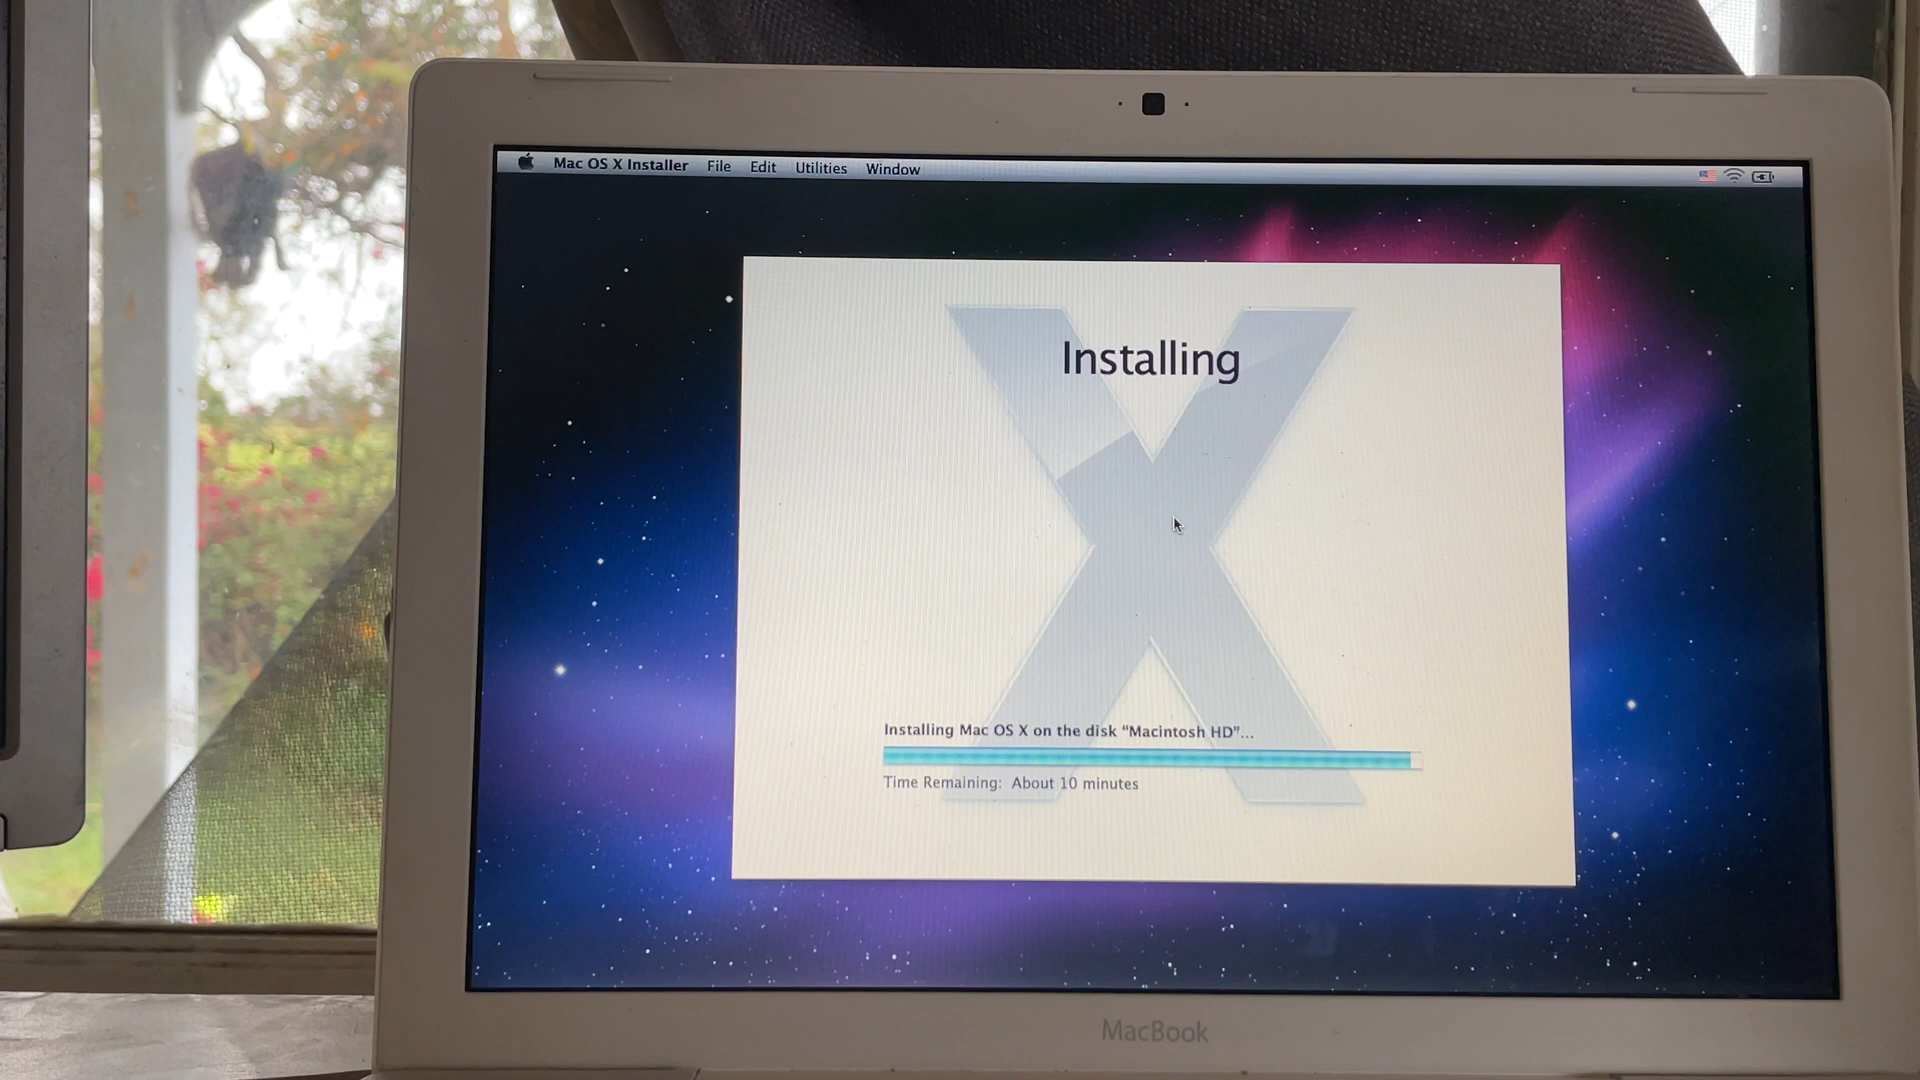 Mac OS X Installer File Edit Utilities Window
Installing
Installing Mac OS X on the disk “Macintosh HD”...
Time Remaining: About 10 minutes
MacBook